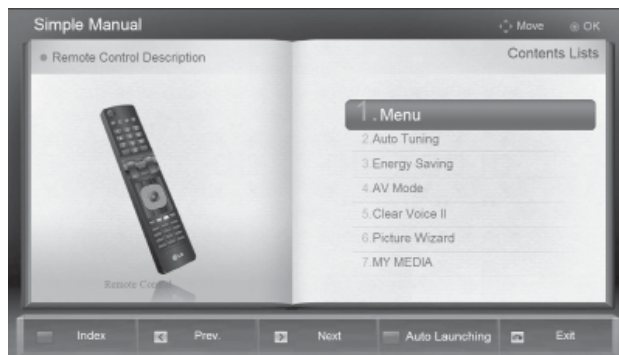 Simple Manual
Move
OK
Remote Control Description
Contents Lists
1.Menu
2.Auto Tuning
3.Energy Saving
4.AV Mode
5.Clear Voice II
6.Picture Wizard
7.MY MEDIA
LG
Remote Control
Index
Prev.
Next
Auto Launching
Exit